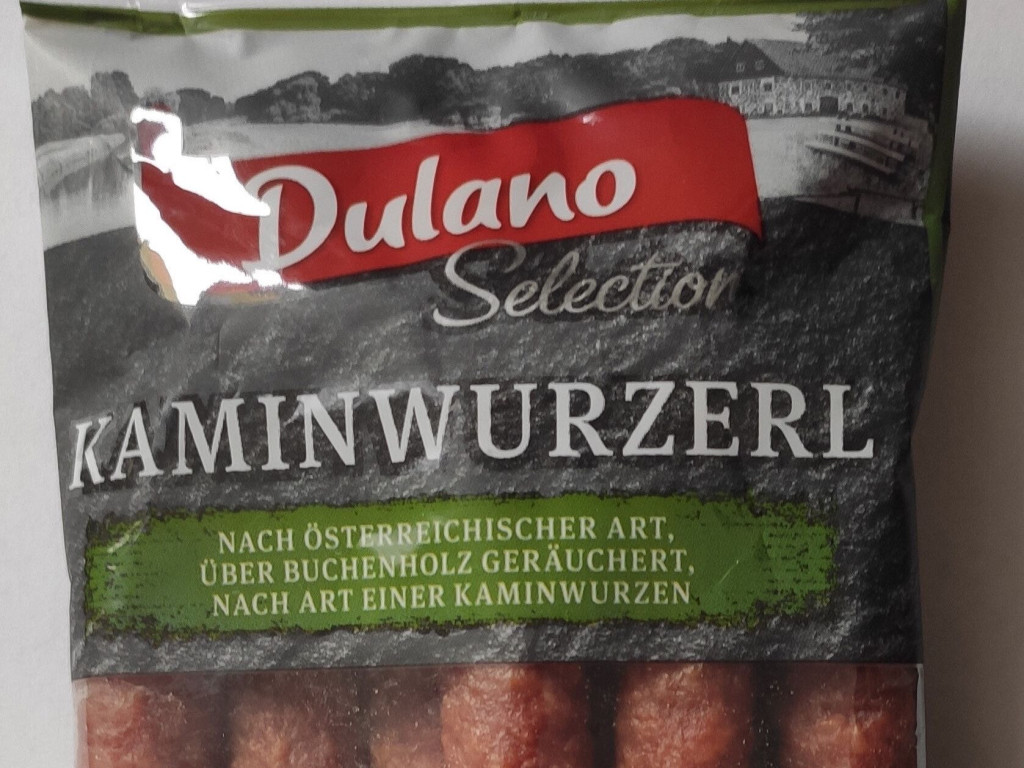 Dulano
Selection
KAMINWURZERL
NACH ÖSTERREICHISCHER ART,
ÜBER BUCHENHOLZ GERÄUCHERT,
NACH ART EINER KAMINWURZEN